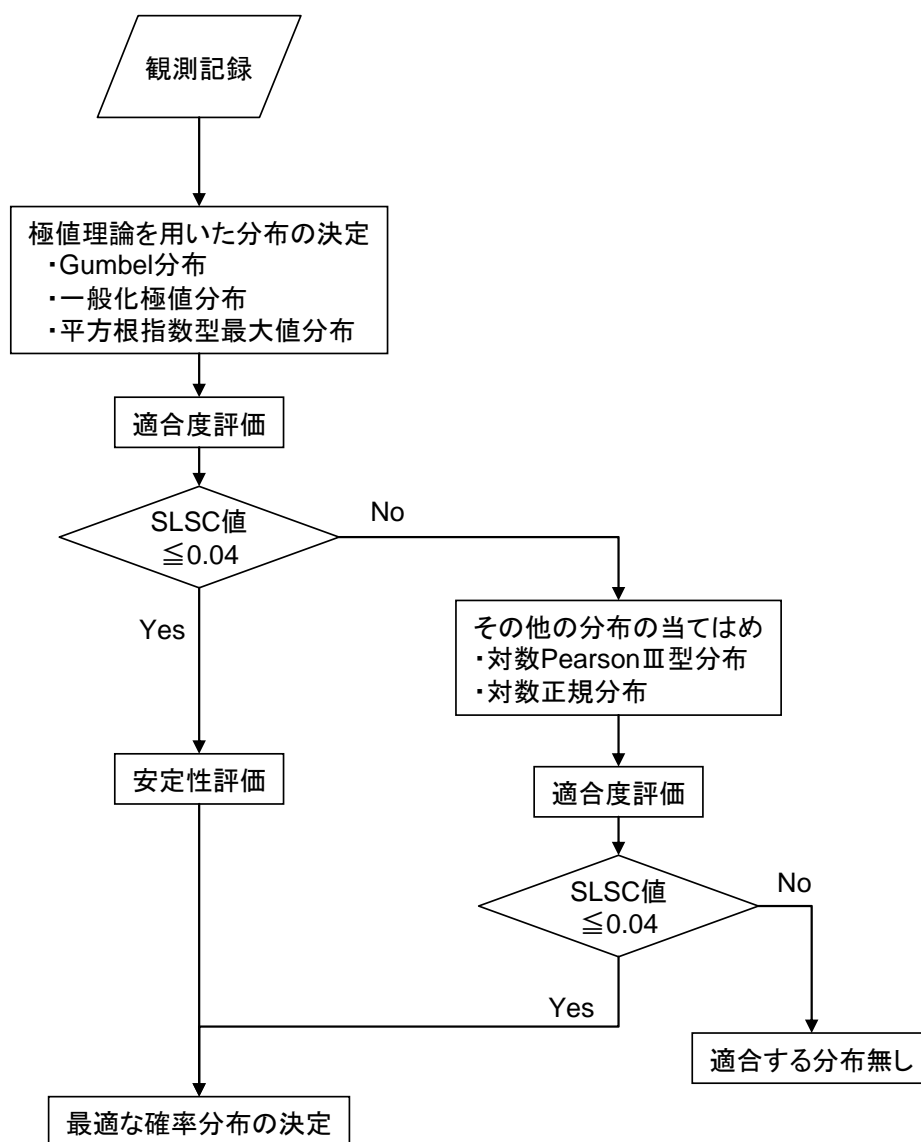 観測記録
極値理論を用いた分布の決定
・Gumbel分布
・一般化極値分布
・平方根指数型最大値分布
適合度評価
SLSC値
≦0.04
No
Yes
その他の分布の当てはめ
・対数PearsonⅢ型分布
・対数正規分布
安定性評価
適合度評価
SLSC値
≦0.04
No
Yes
適合する分布無し
最適な確率分布の決定